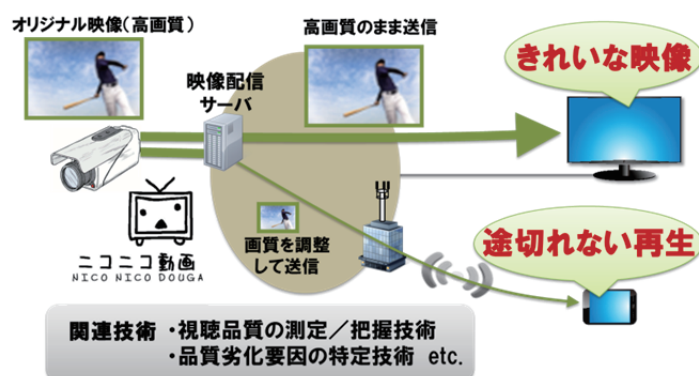 オリジナル映像(高画質)
高画質のまま送信
きれいな映像
映像配信
サーバ
画質を調整
して送信
途切れない再生
ニコニコ動画
NICO NICO DOUGA
関連技術 ・視聴品質の測定/把握技術
・品質劣化要因の特定技術 etc.